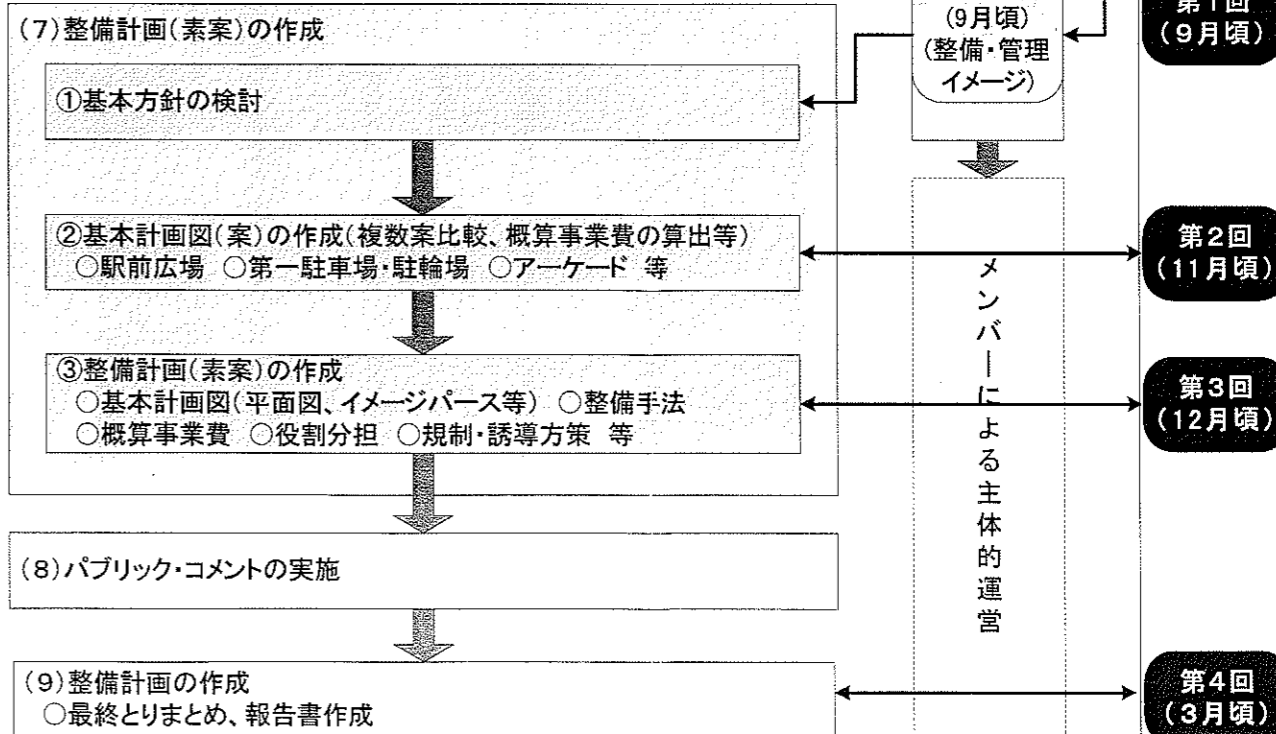 (7)整備計画(素案)の作成
①基本方針の検討
②基本計画図(案)の作成(複数案比較、概算事業費の算出等)
○駅前広場 ○第一駐車場・駐輪場 ○アーケード 等
③整備計画(素案)の作成
○基本計画図(平面図、イメージパース等) ○整備手法
○概算事業費 ○役割分担 ○規制・誘導方策 等
(8)パブリック・コメントの実施
(9)整備計画の作成
○最終とりまとめ、報告書作成
(9月頃)
(整備・管理
イメージ)
メンバーによる主体的運営
第1回
(9月頃)
第2回
(11月頃)
第3回
(12月頃)
第4回
(3月頃)